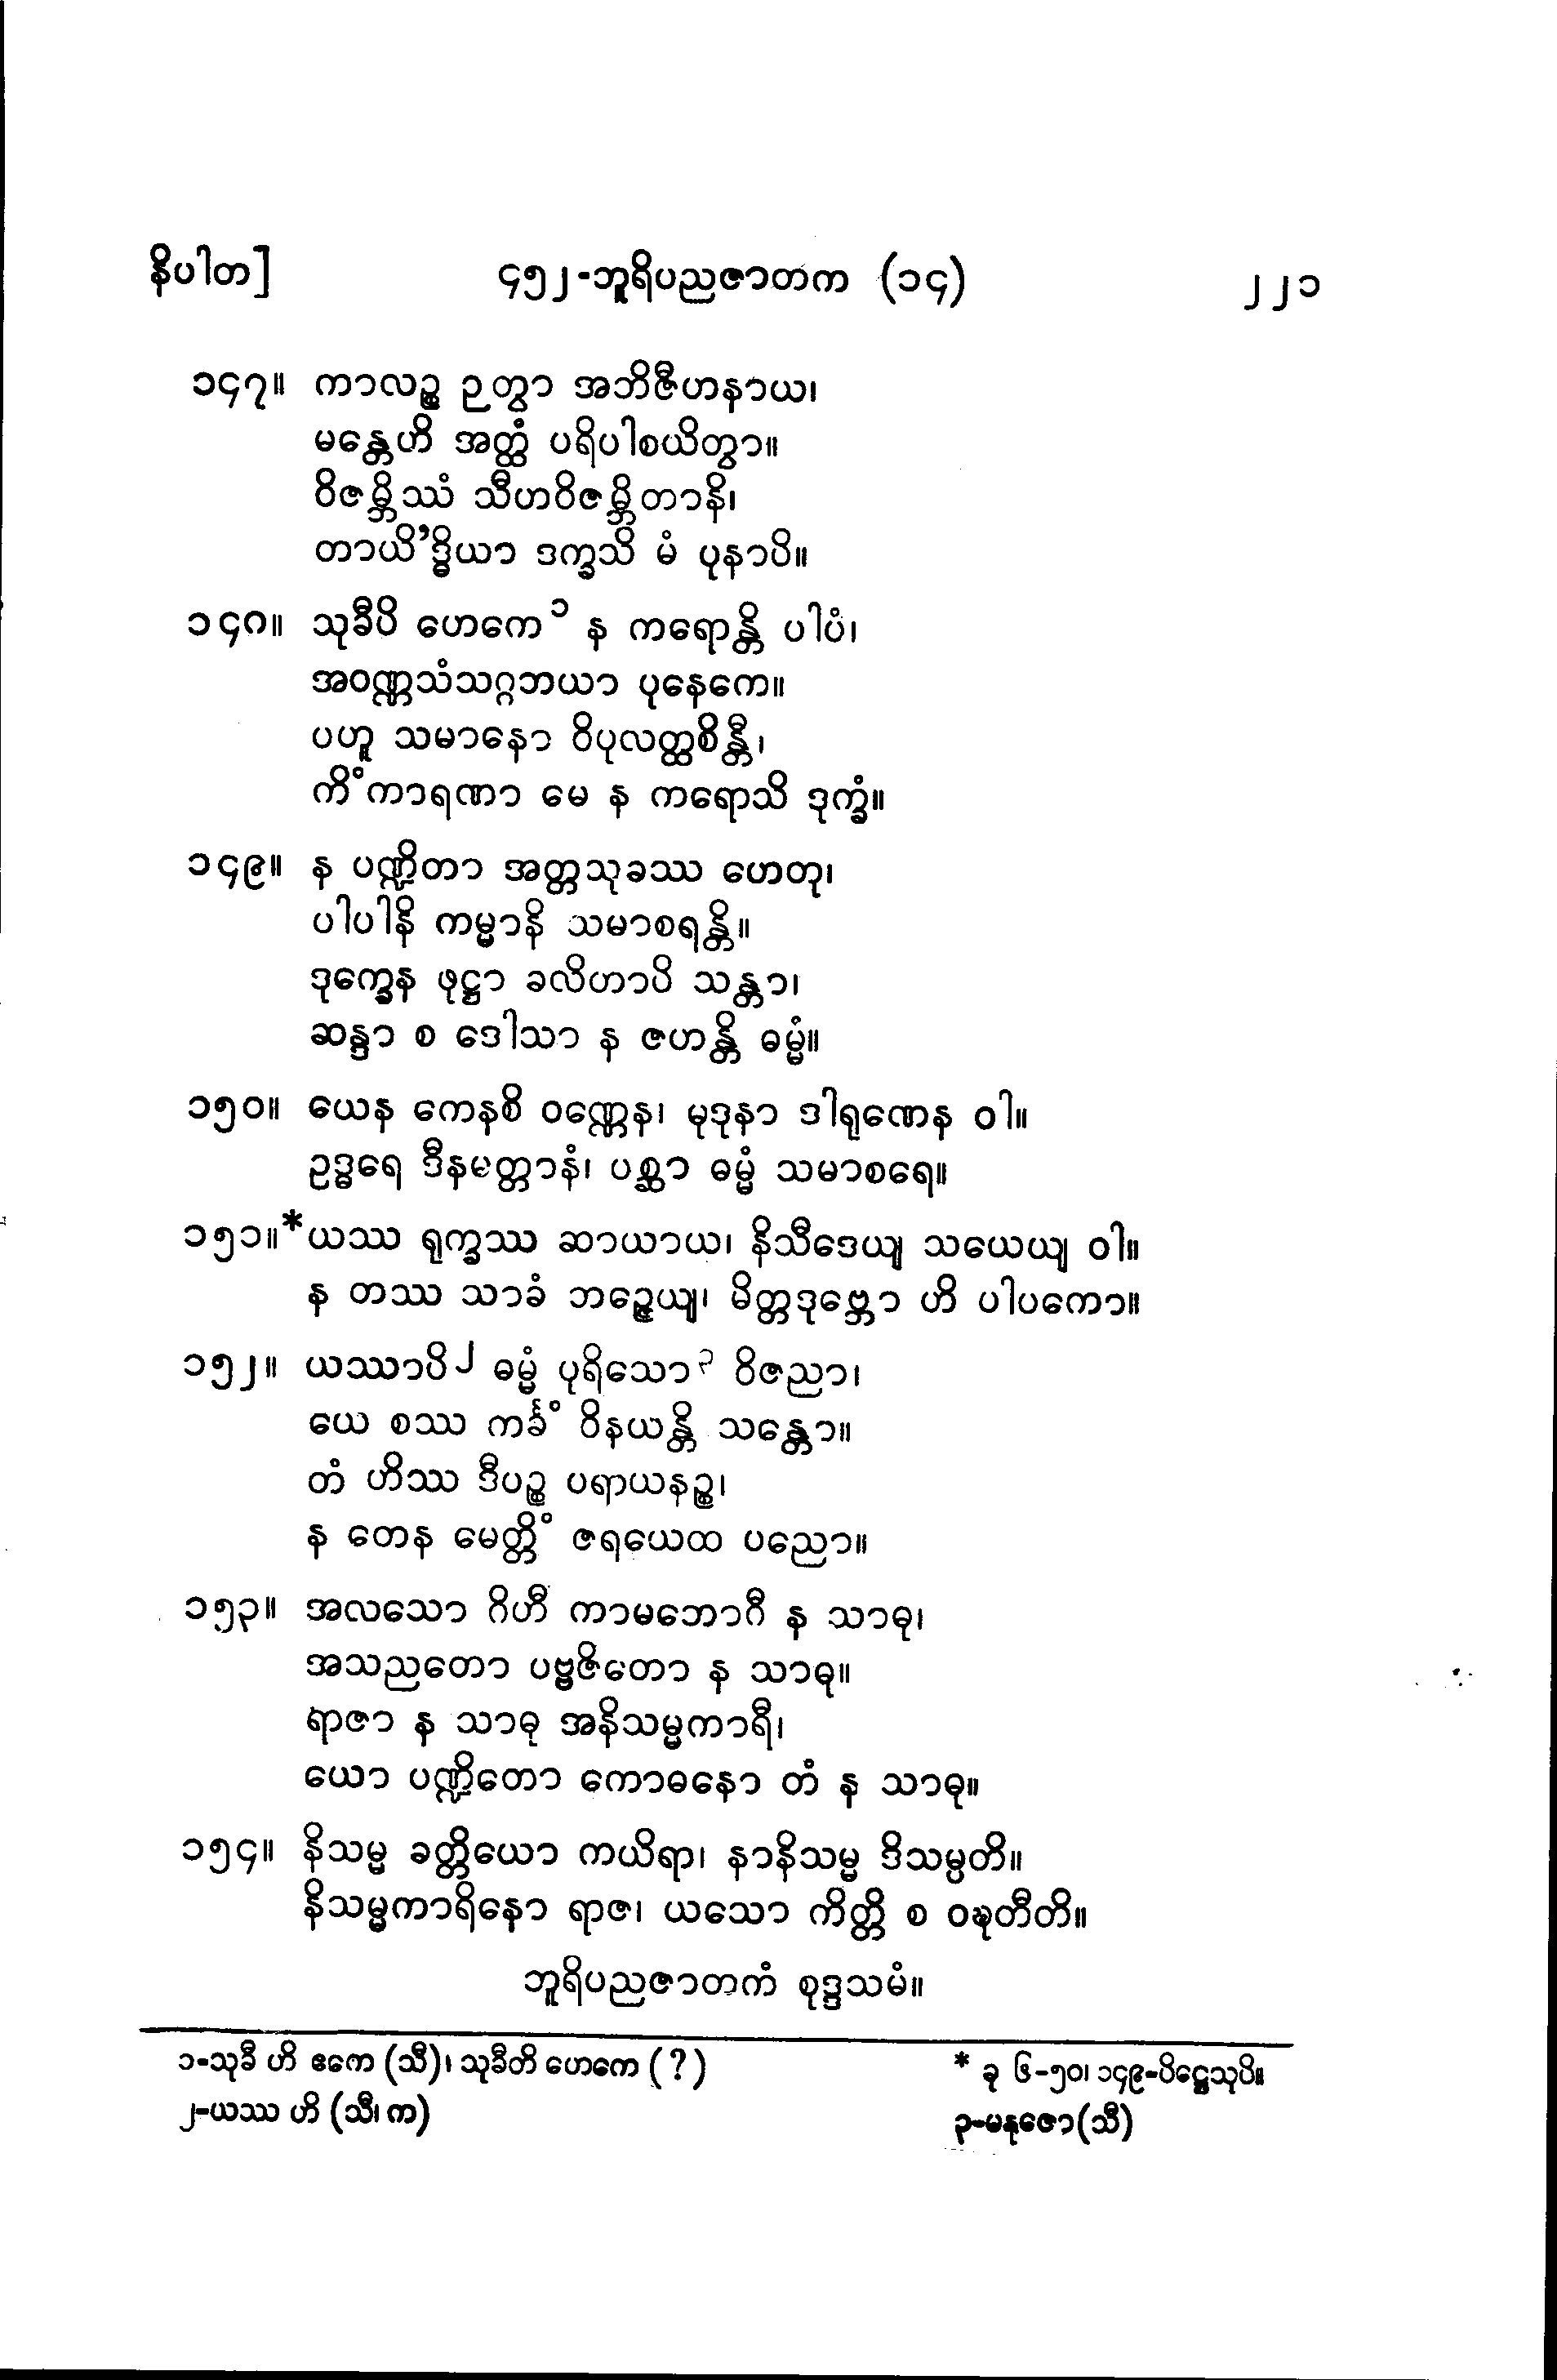 နိပါတ] ၄၅၂-ဘူရိပညဇာတက (၁၄) ၂၂၁
၁၄၇။ ကာလဉ္စ ဉတွာ အဘိဇီဟနာယ၊
မန္တေဟိ အတ္ထံ ပရိပါစယိတွာ။
ဝိဇမ္ဘိဿံ သီဟဝိဇမ္ဘိတာနိ၊
တာယိ’ဒ္ဓိယာ ဒက္ခသိ မံ ပုနာပိ။
၁၄၈။ သုခီပိ ဟေကေ၁ န ကရောန္တိ ပါပံ၊
အဝဏ္ဏသံသဂ္ဂဘယာ ပုနေကေ။
ပဟူ သမာနော ဝိပုလတ္ထစိန္တီ၊
ကိံကာရဏာ မေ န ကရောသိ ဒုက္ခံ။
၁၄၉။ န ပဏ္ဍိတာ အတ္တသုခဿ ဟေတု၊
ပါပါနိ ကမ္မာနိ သမာစရန္တိ။
ဒုက္ခေန ဖုဋ္ဌာ ခလိဟာပိ သန္တာ၊
ဆန္ဒာ စ ဒေါသာ န ဇဟန္တိ ဓမ္မံ။
၁၅၀။ ယေန ကေနစိ ဝဏ္ဏေန၊ မုဒုနာ ဒါရုဏေန ဝါ။
ဥဒ္ဓရေ ဒီနမတ္တာနံ၊ ပစ္ဆာ ဓမ္မံ သမာစရေ။
၁၅၁။*ယဿ ရုက္ခဿ ဆာယာယ၊ နိသီဒေယျ သယေယျ ဝါ။
န တဿ သာခံ ဘဉ္ဇေယျ၊ မိတ္တဒုဗ္ဘော ဟိ ပါပကော။
၁၅၂။ ယဿာပိ၂ ဓမ္မံ ပုရိသော၃ ဝိဇညာ၊
ယေ စဿ ကင်္ခံ ဝိနယန္တိ သန္တော။
တံ ဟိဿ ဒီပဉ္စ ပရာယနဉ္စ၊
န တေန မေတ္တိံ ဇရယေထ ပညော။
၁၅၃။ အလသော ဂိဟီ ကာမဘောဂီ န သာဓု၊
အသညတော ပဗ္ဗဇိတော န သာဓု။
ရာဇာ န သာဓု အနိသမ္မကာရီ၊
ယော ပဏ္ဍိတော ကောဓနော တံ န သာဓု။
၁၅၄။ နိသမ္မ ခတ္တိယော ကယိရာ၊ နာနိသမ္မ ဒိသမ္ပတိ။
နိသမ္မကာရိနော ရာဇ၊ ယသော ကိတ္တိ စ ဝဍ္ဎတီတိ။
ဘူရိပညဇာတကံ စုဒ္ဒသမံ။
၁-သုခီ ဟိ ဧကေ (သီ)၊ သုခီတိ ဟေကေ (?) * ခု ၆-၅၀၊ ၁၄၉-ပိဋ္ဌေသုပိ။
၂-ယဿ ဟိ (သီ၊ က) ၃-မနုဇော(သီ)